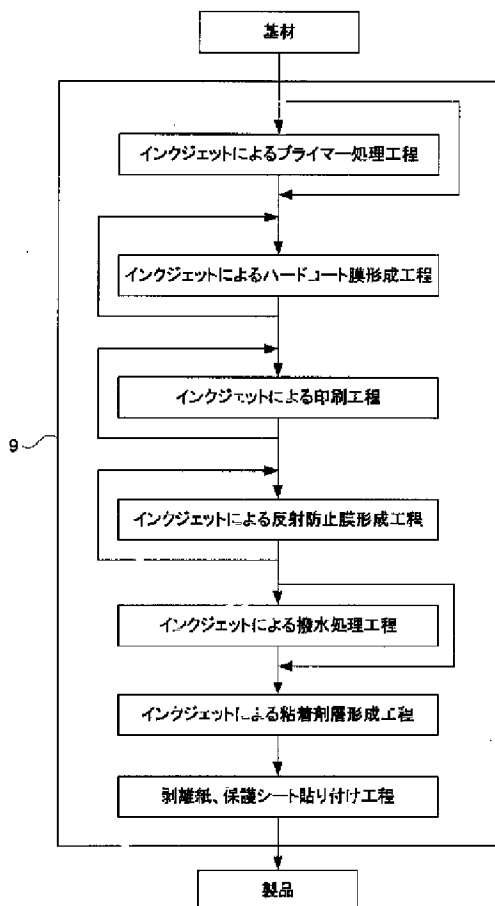 基材
インクジェットによるプライマー処理工程
インクジェットによるハードコート膜形成工程
インクジェットによる印刷工程
9
インクジェットによる反射防止膜形成工程
インクジェットによる撥水処理工程
インクジェットによる粘着剤層形成工程
剥離紙、保護シート貼り付け工程
製品